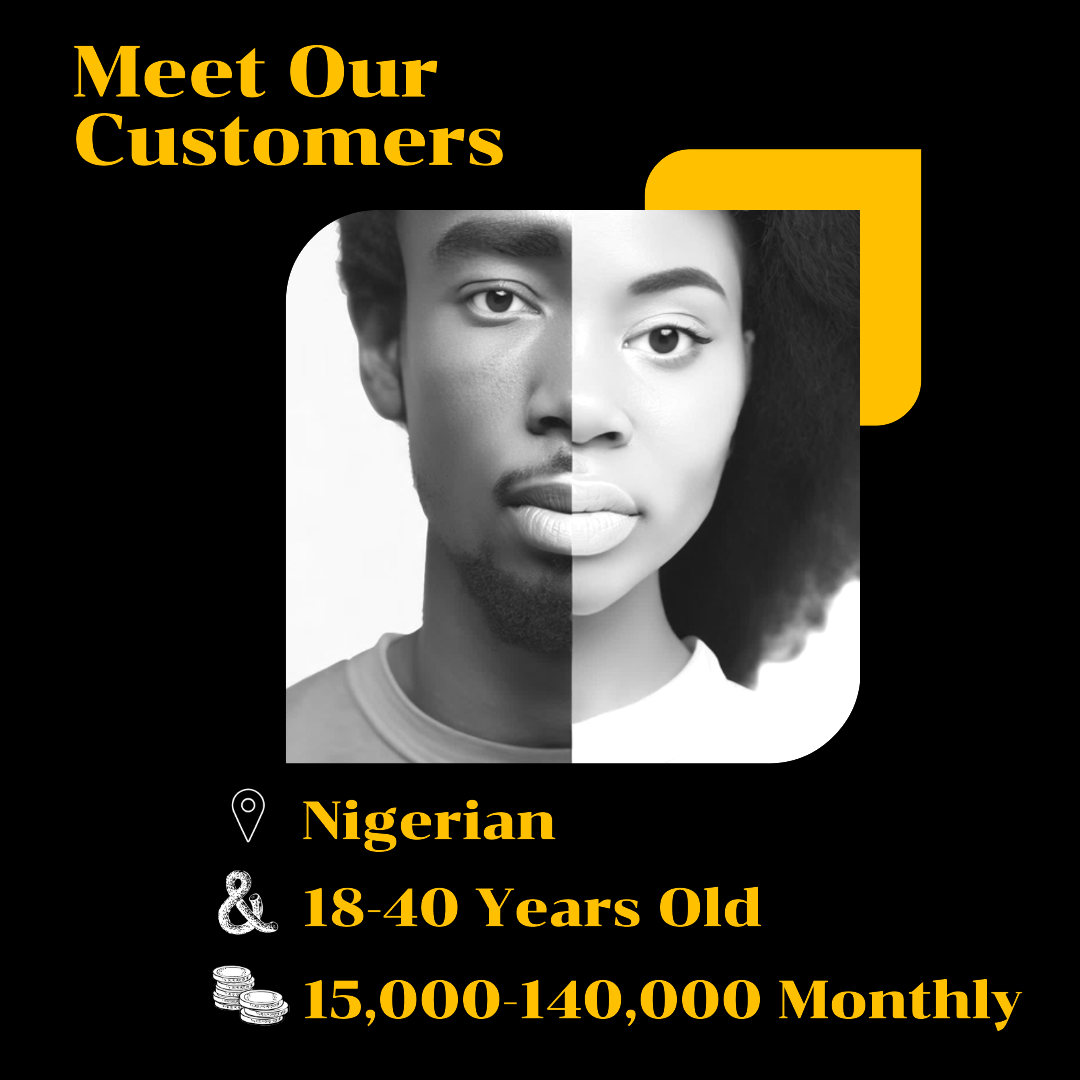 Meet Our
Customers
Nigerian
& 18-40 Years Old
15,000-140,000 Monthly